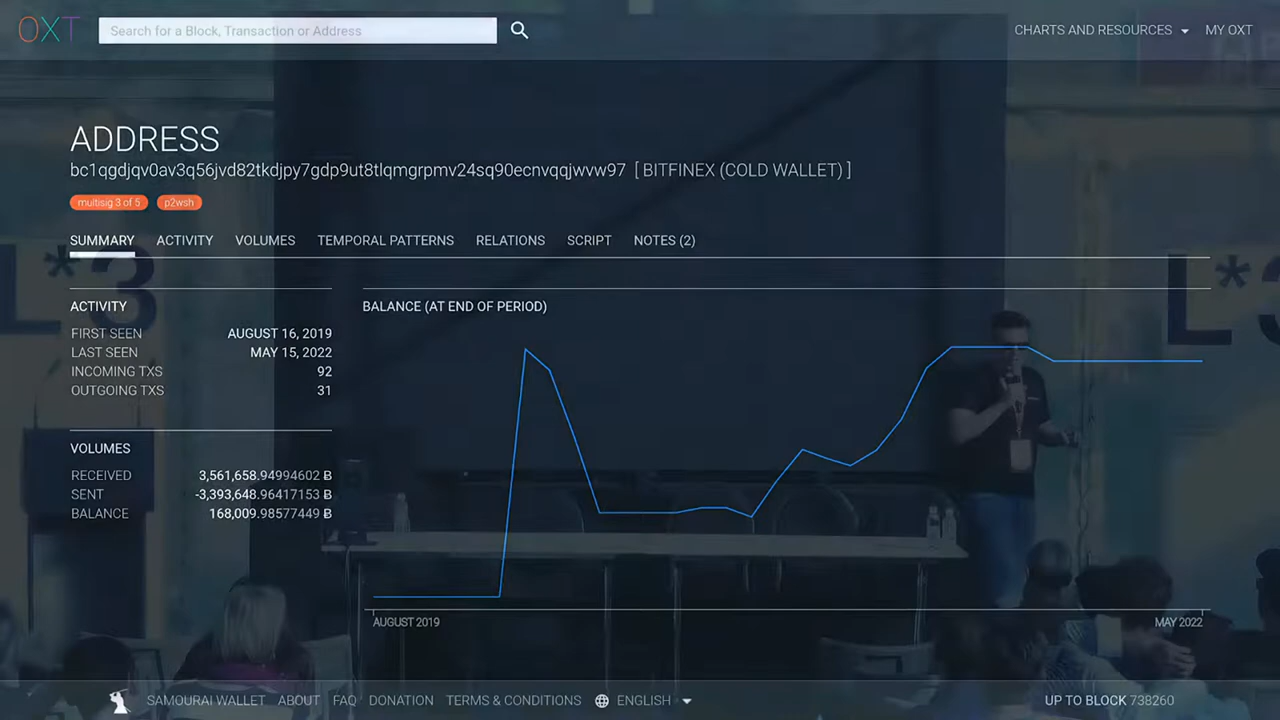 OXT
Search for a Block, Transaction or Address
CHARTS AND RESOURCES
MY OXT
ADDRESS
bc1qgdjqv0av3q56jvd82tkdjpy7gdp9ut8tlqmgrpmv24sq90ecnvqqjwvw97 [ BITFINEX (COLD WALLET) ]
multisig 3 of 5 p2wsh
SUMMARY ACTIVITY VOLUMES TEMPORAL PATTERNS RELATIONS SCRIPT NOTES (2)
L*3
L*3
ACTIVITY
FIRST SEEN AUGUST 16, 2019
LAST SEEN MAY 15, 2022
INCOMING TXS 92
OUTGOING TXS 31
VOLUMES
RECEIVED 3,561,658.94994602 Ƀ
SENT -3,393,648.96417153 Ƀ
BALANCE 168,009.98577449 Ƀ
BALANCE (AT END OF PERIOD)
AUGUST 2019 MAY 2022
SAMOURAI WALLET ABOUT FAQ DONATION TERMS & CONDITIONS ENGLISH UP TO BLOCK 738260